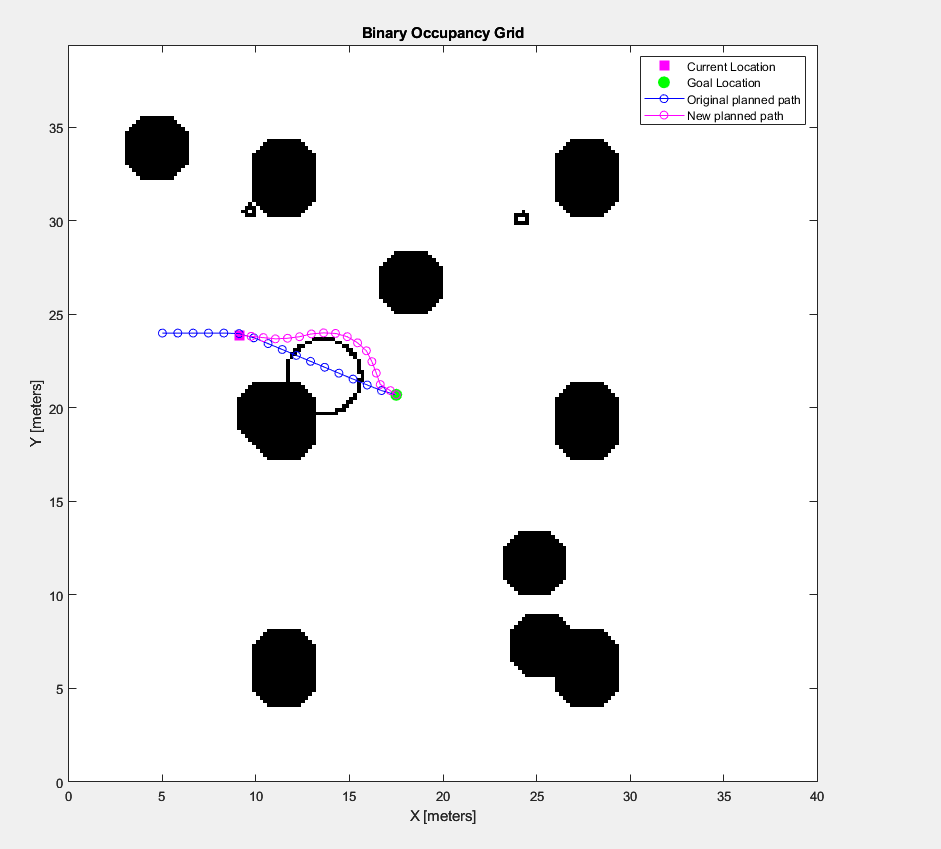 Binary Occupancy Grid
Current Location
Goal Location
Original planned path
New planned path
35
30
25
20
15
10
5
0
Y [meters]
0 5 10 15 20 25 30 35 40
X [meters]